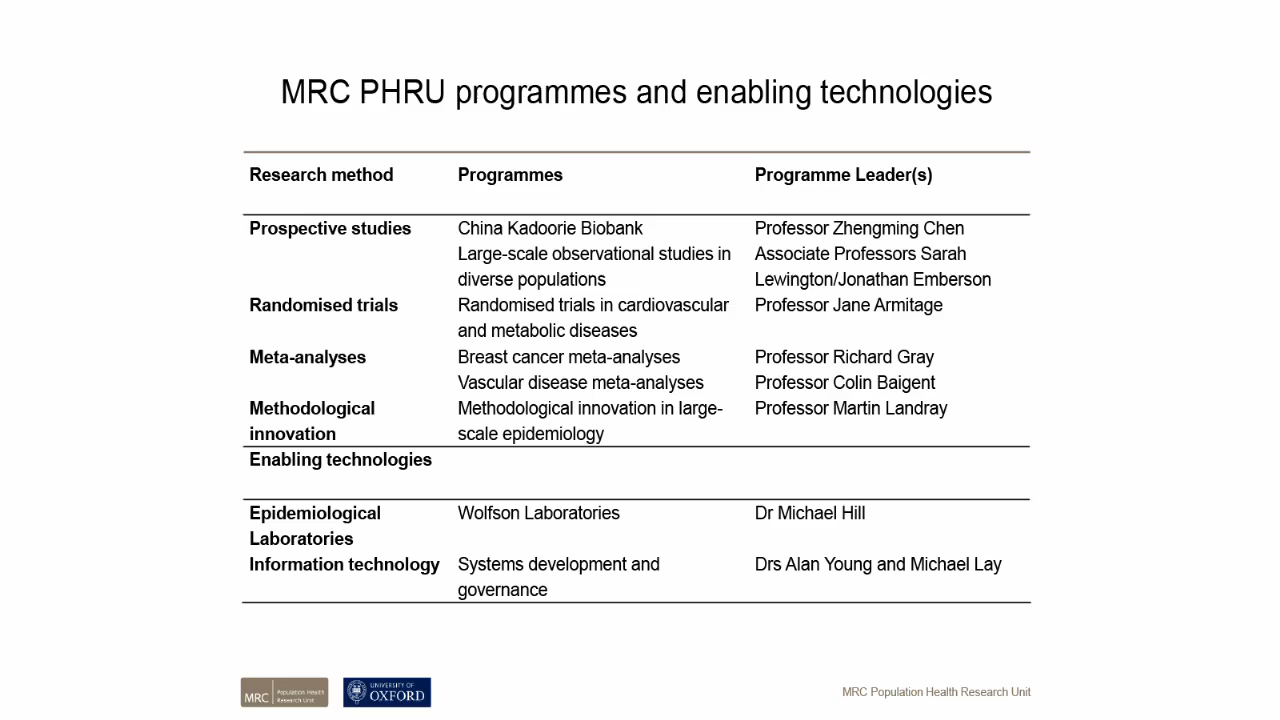 MRC PHRU programmes and enabling technologies
Research method Programmes Programme Leader(s)
Prospective studies China Kadoorie Biobank Professor Zhengming Chen
Large-scale observational studies in Associate Professors Sarah
diverse populations Lewington/Jonathan Emberson
Randomised trials Randomised trials in cardiovascular Professor Jane Armitage
and metabolic diseases
Meta-analyses Breast cancer meta-analyses Professor Richard Gray
Vascular disease meta-analyses Professor Colin Baigent
Methodological Methodological innovation in large- Professor Martin Landray
innovation scale epidemiology
Enabling technologies
Epidemiological Wolfson Laboratories Dr Michael Hill
Laboratories
Information technology Systems development and Drs Alan Young and Michael Lay
governance
MRC Population Health
Research Unit
UNIVERSITY OF
OXFORD
MRC Population Health Research Unit